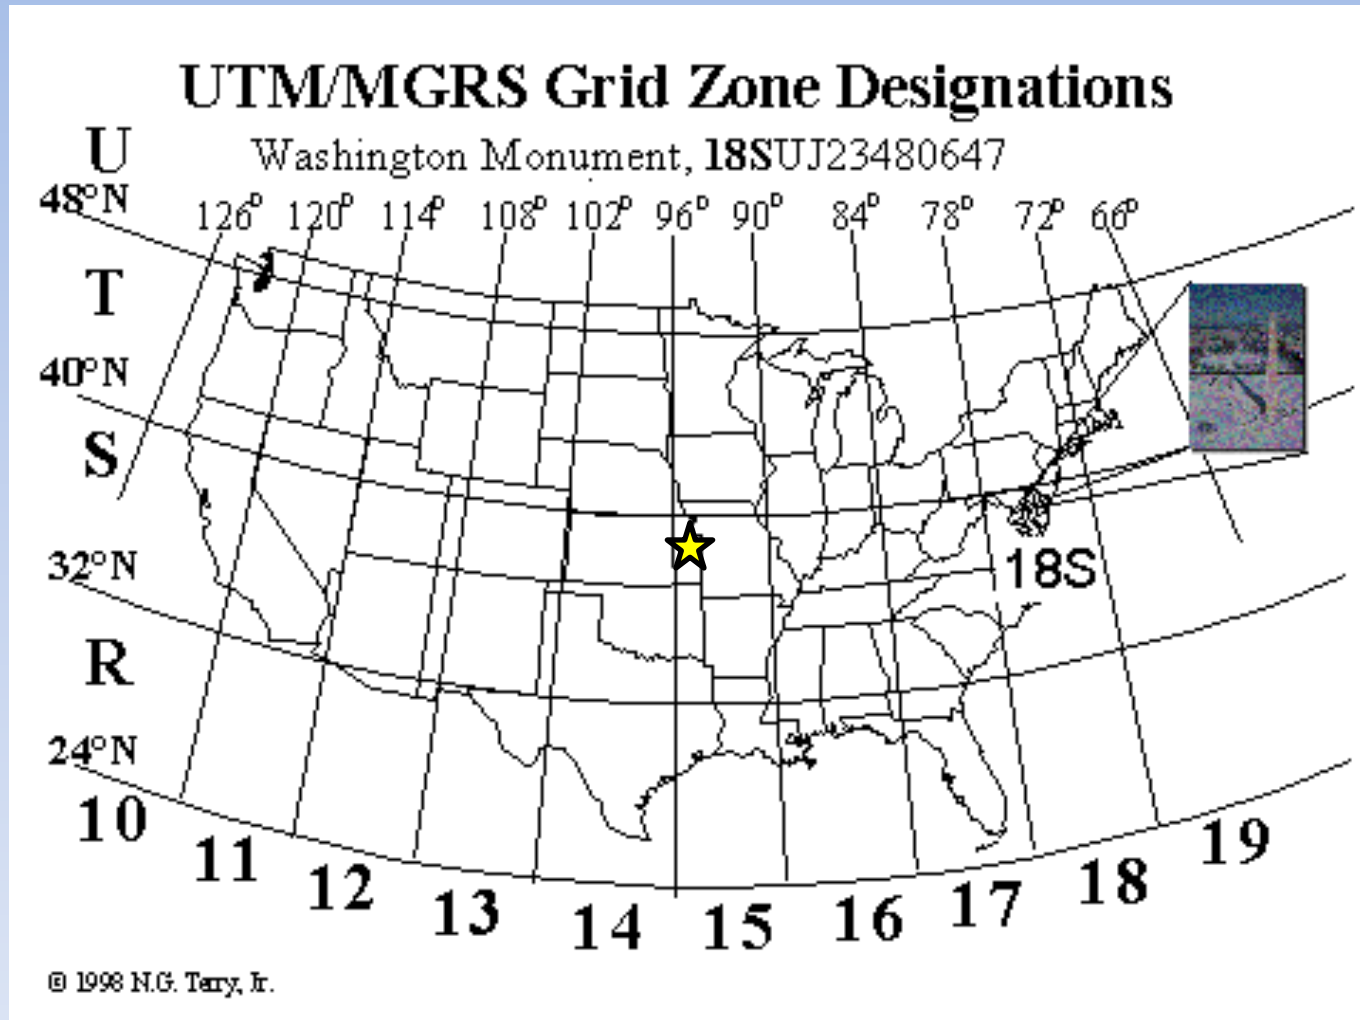 UTM/MGRS Grid Zone Designations
U
Washington Monument, 18SUJ23480647
48°N
126° 120° 114° 108° 102° 96° 90° 84° 78° 72° 66°
T
40°N
S
32°N
18S
R
24°N
10
11
12
13
14
15
16
17
18
19
© 1998 N.G. Terry, Jr.